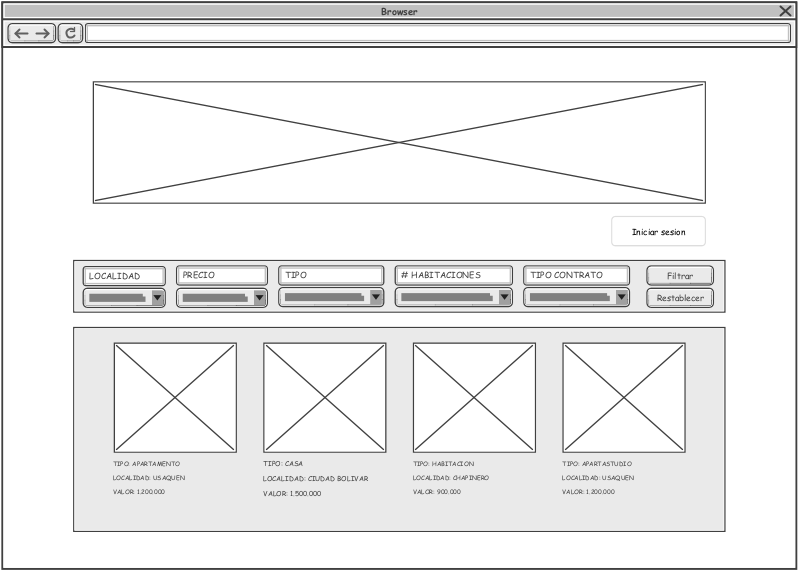 Browser
Iniciar sesion
LOCALIDAD PRECIO TIPO # HABITACIONES TIPO CONTRATO Filtrar
Restablecer
TIPO APARTAMENTO
LOCALIDAD: USAQUEN
VALOR: 1.200.000
TIPO: CASA
LOCALIDAD: CIUDAD BOLIVAR
VALOR: 1.500.000
TIPO: HABITACION
LOCALIDAD: CHAPINERO
VALOR: 900.000
TIPO: APARTASTUDIO
LOCALIDAD: USAQUEN
VALOR: 1.200.000